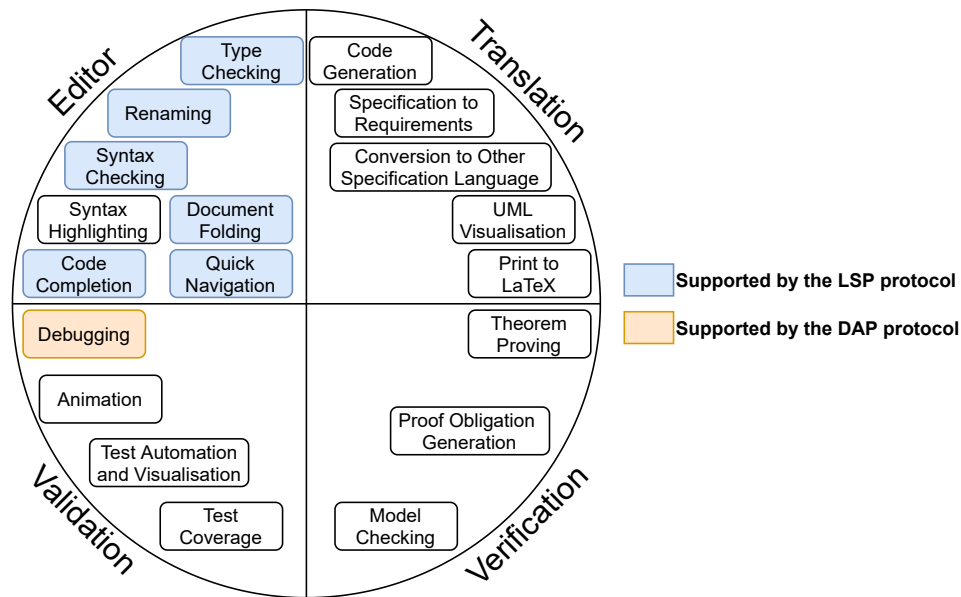 Editor
Type
Checking
Renaming
Syntax
Checking
Syntax
Highlighting
Document
Folding
Code
Completion
Quick
Navigation
Translation
Code
Generation
Specification to
Requirements
Conversion to Other
Specification Language
UML
Visualisation
Print to
LaTeX
Validation
Debugging
Animation
Test Automation
and Visualisation
Test
Coverage
Verification
Theorem
Proving
Proof Obligation
Generation
Model
Checking
Supported by the LSP protocol
Supported by the DAP protocol